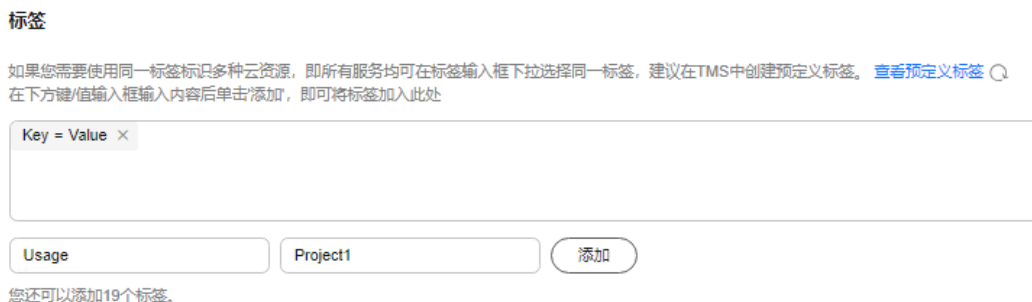 标签
如果您需要使用同一标签标识多种云资源，即所有服务均可在标签输入框下拉选择同一标签，建议在TMS中创建预定义标签。 查看预定义标签
在下方键/值输入框输入内容后单击'添加'，即可将标签加入此处
Key = Value ×
Usage Project1 添加
您还可以添加19个标签。